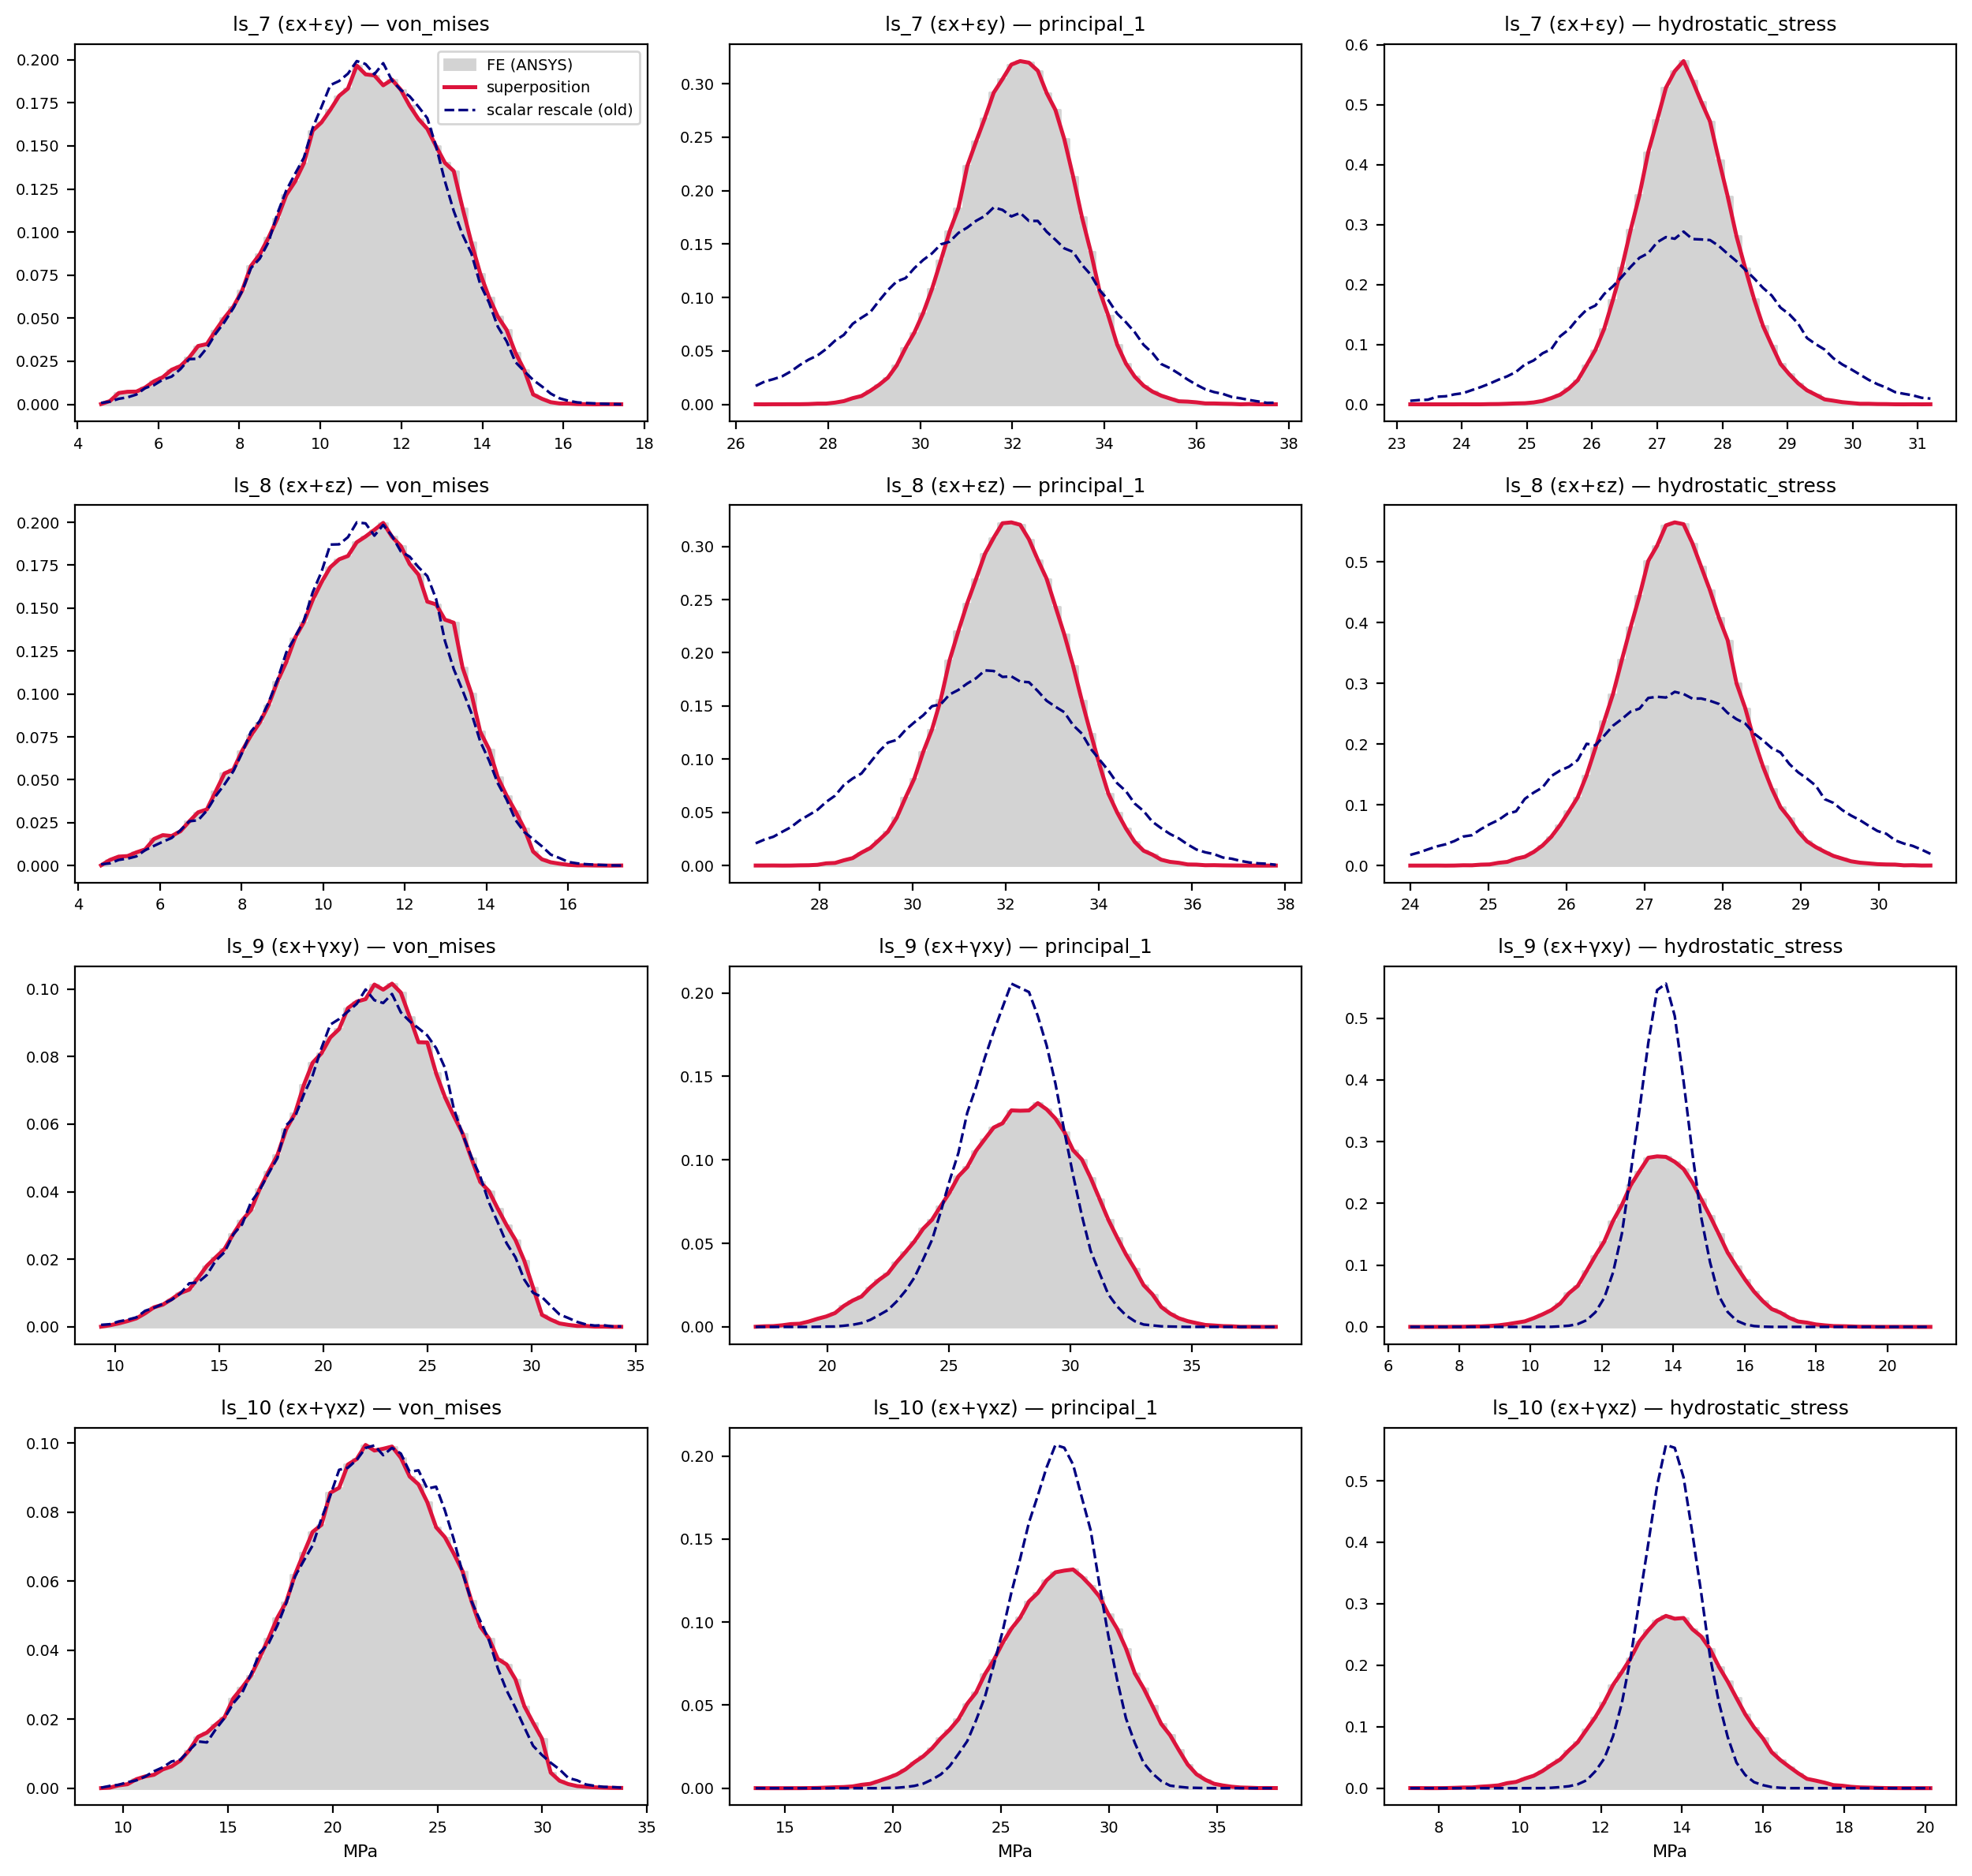 ls_7 (εx+εy) — von_mises
ls_7 (εx+εy) — principal_1
ls_7 (εx+εy) — hydrostatic_stress
FE (ANSYS)
superposition
scalar rescale (old)
0.200
0.175
0.150
0.125
0.100
0.075
0.050
0.025
0.000
4 6 8 10 12 14 16 18
0.30
0.25
0.20
0.15
0.10
0.05
0.00
26 28 30 32 34 36 38
0.6
0.5
0.4
0.3
0.2
0.1
0.0
23 24 25 26 27 28 29 30 31
ls_8 (εx+εz) — von_mises
ls_8 (εx+εz) — principal_1
ls_8 (εx+εz) — hydrostatic_stress
0.200
0.175
0.150
0.125
0.100
0.075
0.050
0.025
0.000
4 6 8 10 12 14 16
0.30
0.25
0.20
0.15
0.10
0.05
0.00
28 30 32 34 36 38
0.5
0.4
0.3
0.2
0.1
0.0
24 25 26 27 28 29 30
ls_9 (εx+γxy) — von_mises
ls_9 (εx+γxy) — principal_1
ls_9 (εx+γxy) — hydrostatic_stress
0.10
0.08
0.06
0.04
0.02
0.00
10 15 20 25 30 35
0.20
0.15
0.10
0.05
0.00
20 25 30 35
0.5
0.4
0.3
0.2
0.1
0.0
6 8 10 12 14 16 18 20
ls_10 (εx+γxz) — von_mises
ls_10 (εx+γxz) — principal_1
ls_10 (εx+γxz) — hydrostatic_stress
0.10
0.08
0.06
0.04
0.02
0.00
10 15 20 25 30 35
MPa
0.20
0.15
0.10
0.05
0.00
15 20 25 30 35
MPa
0.5
0.4
0.3
0.2
0.1
0.0
8 10 12 14 16 18 20
MPa